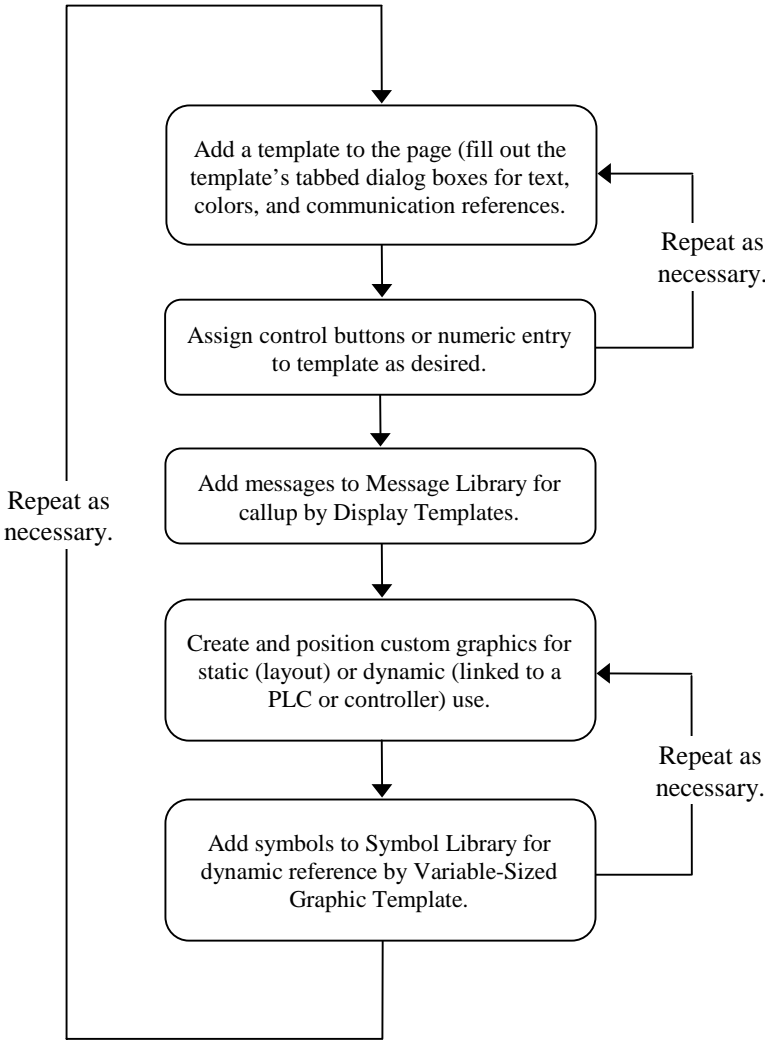 Add a template to the page (fill out the
template’s tabbed dialog boxes for text,
colors, and communication references.
Repeat as
necessary.
Assign control buttons or numeric entry
to template as desired.
Add messages to Message Library for
callup by Display Templates.
Repeat as
necessary.
Create and position custom graphics for
static (layout) or dynamic (linked to a
PLC or controller) use.
Repeat as
necessary.
Add symbols to Symbol Library for
dynamic reference by Variable-Sized
Graphic Template.